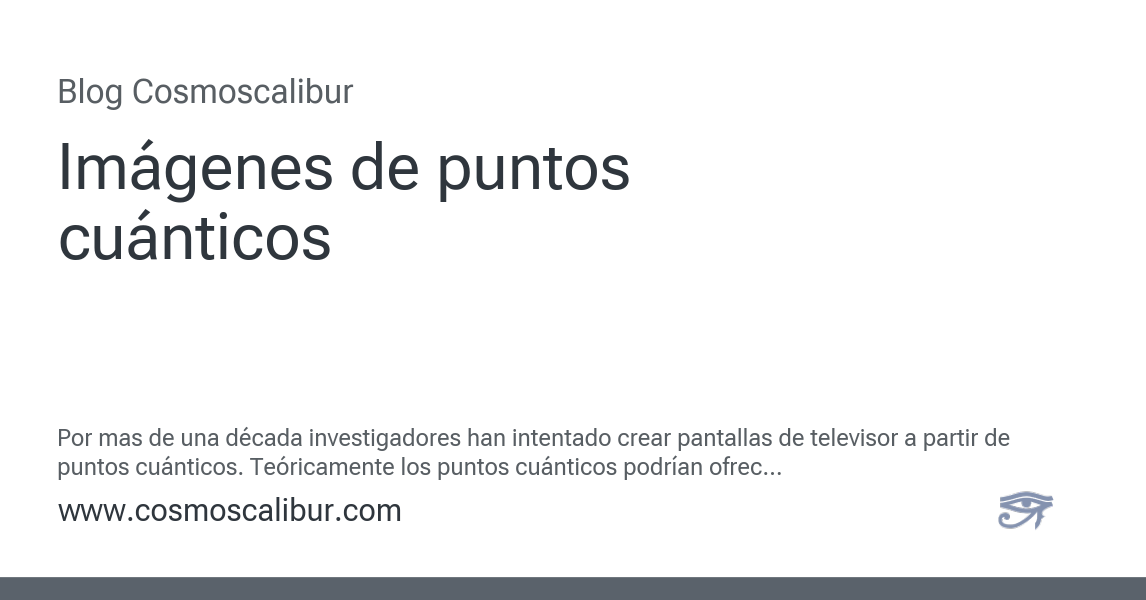 Blog Cosmoscalibur
Imágenes de puntos
cuánticos
Por mas de una década investigadores han intentado crear pantallas de televisor a partir de
puntos cuánticos. Teóricamente los puntos cuánticos podrían ofrec...
www.cosmoscalibur.com